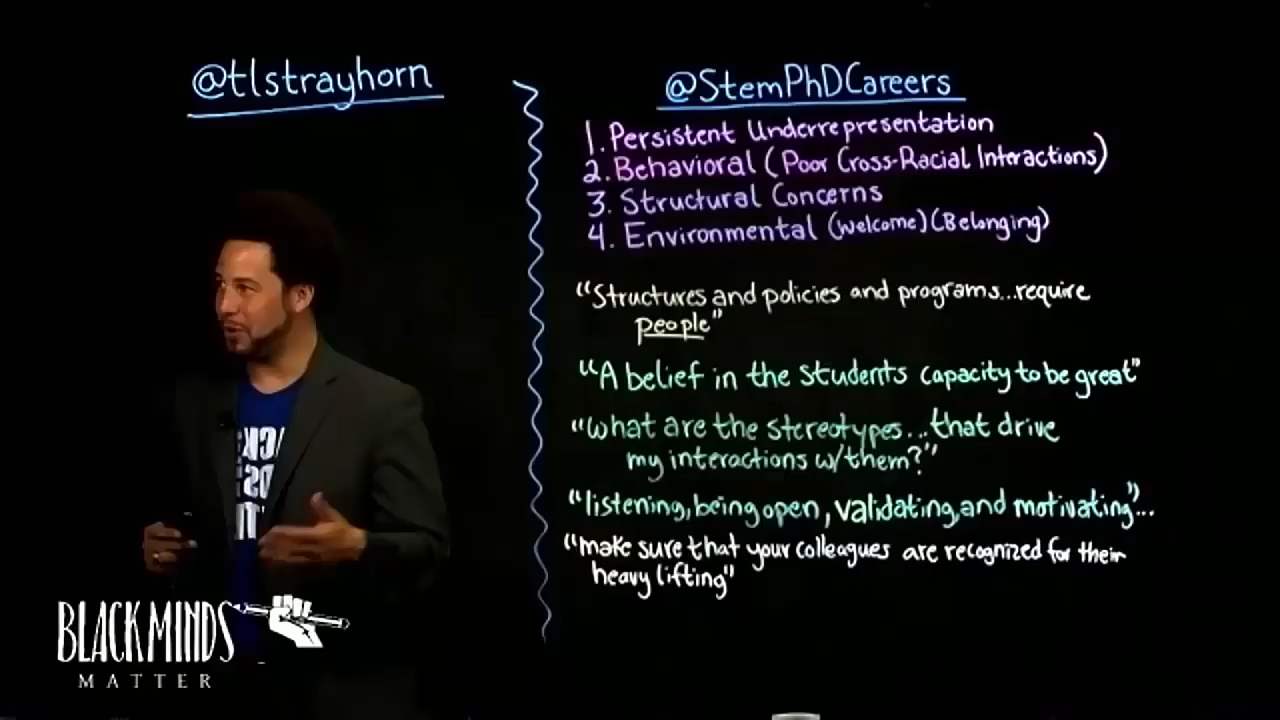 @tlstrayhorn
@StemPhDCareers
1. Persistent Underrepresentation
2. Behavioral (Poor Cross-Racial Interactions)
3. Structural Concerns
4. Environmental (Welcome) (Belonging)
"Structures and policies and programs...require
people"
"A belief in the students capacity to be great"
"What are the stereotypes...that drive
my interactions w/them?"
"listening, being open, validating, and motivating"...
"make sure that your colleagues are recognized for their
heavy lifting"
BLACK MINDS
MATTER